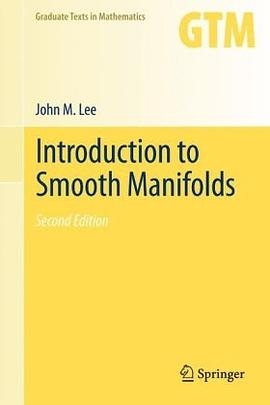 Graduate Texts in Mathematics
GTM
John M. Lee
Introduction to
Smooth Manifolds
Second Edition
Springer